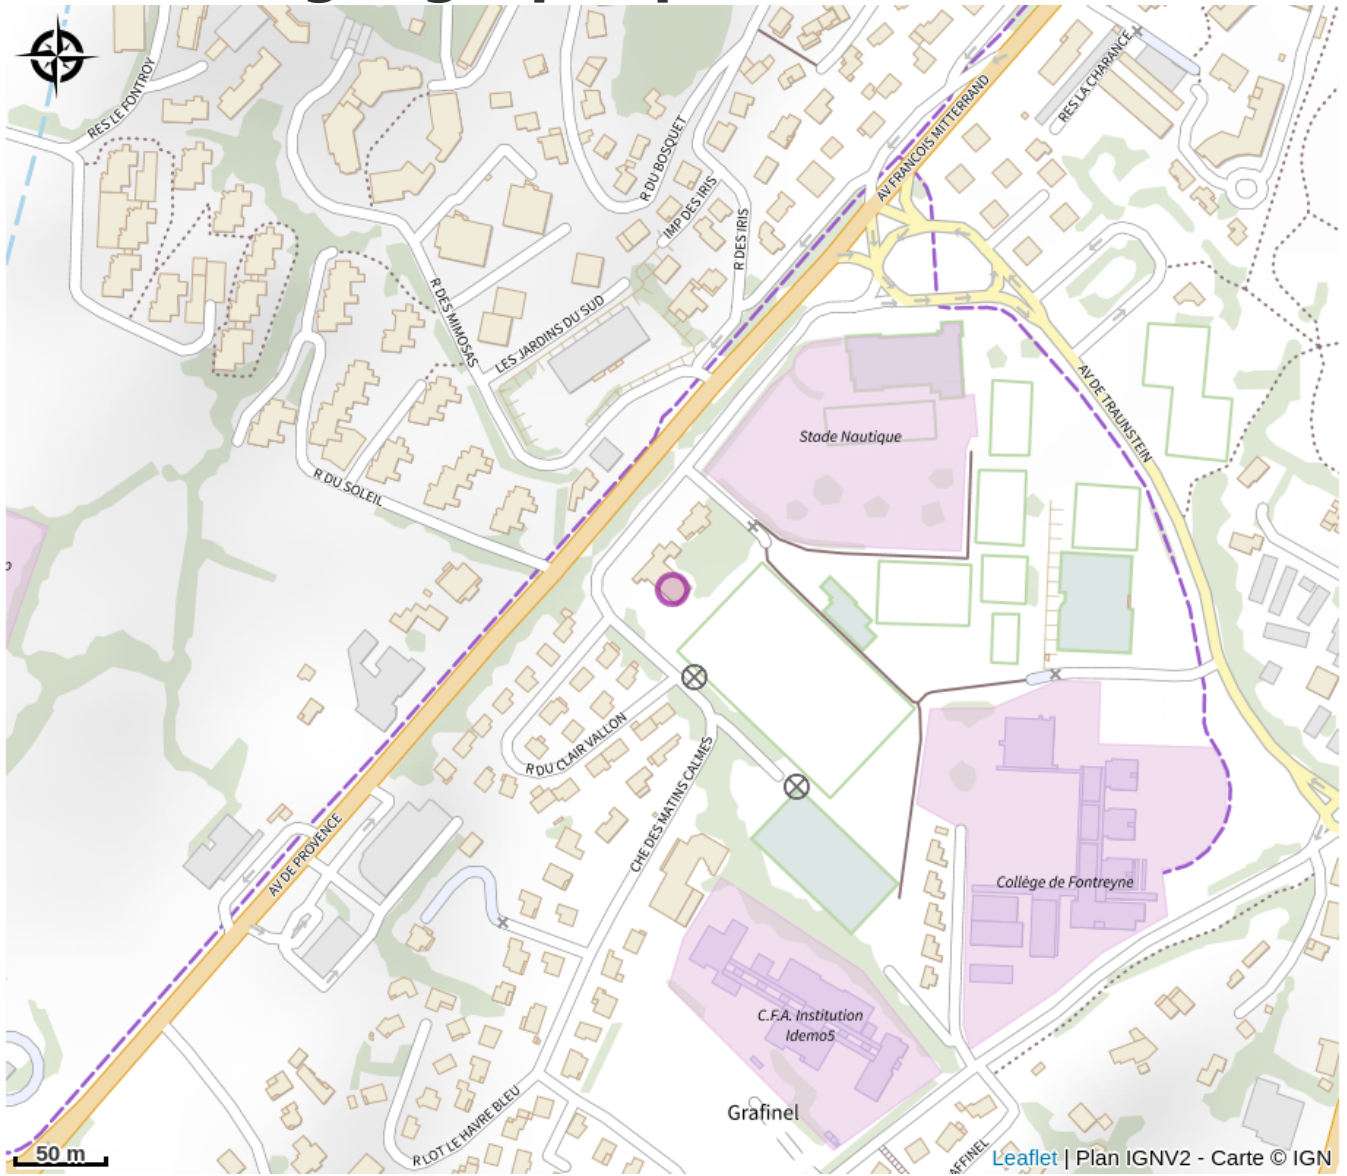 RES LE FONTROY
R DU BOSQUET
RES LA CHARANCE
AV FRANCOIS MITTERRAND
IMP DES IRIS
R DES IRIS
R DES MIMOSAS
LES JARDINS DU SUD
AV DE TRAUNSTEIN
Stade Nautique
R DU SOLEIL
R DU CLAIR VALLON
CHE DES MATINS CALMES
AV DE PROVENCE
Collège de Fontreyne
C.F.A. Institution
Idemo5
R LOT LE HAVRE BLEU
Grafinel
AFFINEL
50 m
Leaflet | Plan IGNV2 - Carte © IGN